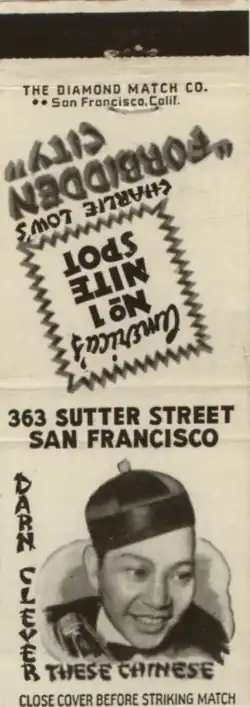 THE DIAMOND MATCH CO.
San Francisco, Calif.
CHARLIE LOW'S
"FORBIDDEN
CITY"
America's
No 1
NITE
SPOT
363 SUTTER STREET
SAN FRANCISCO
DARN CLEVER
THESE CHINESE
CLOSE COVER BEFORE STRIKING MATCH